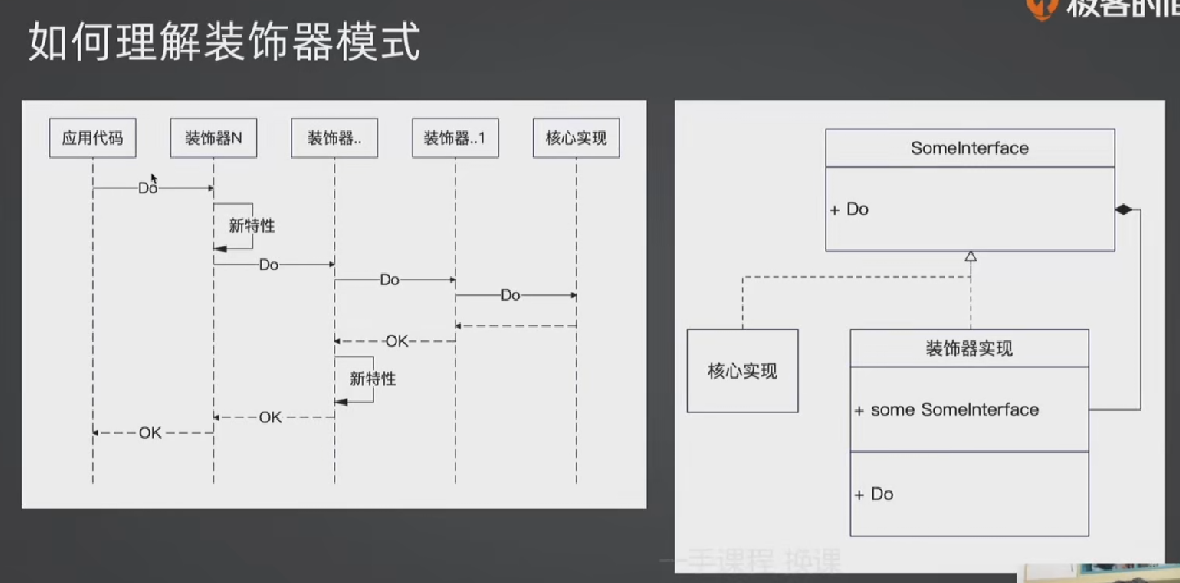 如何理解装饰器模式
极客时间
应用代码
装饰器N
装饰器..
装饰器..1
核心实现
Do
新特性
Do
Do
Do
OK
新特性
OK
OK
SomeInterface
+ Do
核心实现
装饰器实现
+ some SomeInterface
+ Do
一手课程 换课